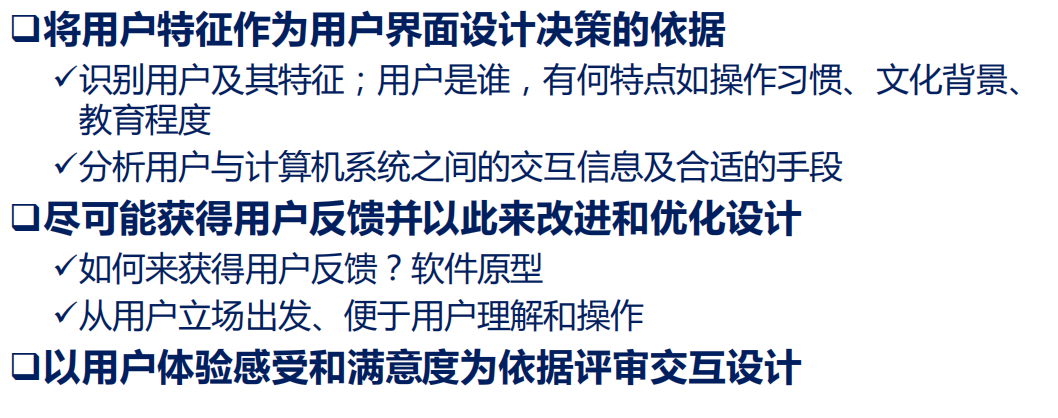 ❑将用户特征作为用户界面设计决策的依据
✓识别用户及其特征；用户是谁，有何特点如操作习惯、文化背景、
教育程度
✓分析用户与计算机系统之间的交互信息及合适的手段
❑尽可能获得用户反馈并以此来改进和优化设计
✓如何来获得用户反馈？软件原型
✓从用户立场出发、便于用户理解和操作
❑以用户体验感受和满意度为依据评审交互设计